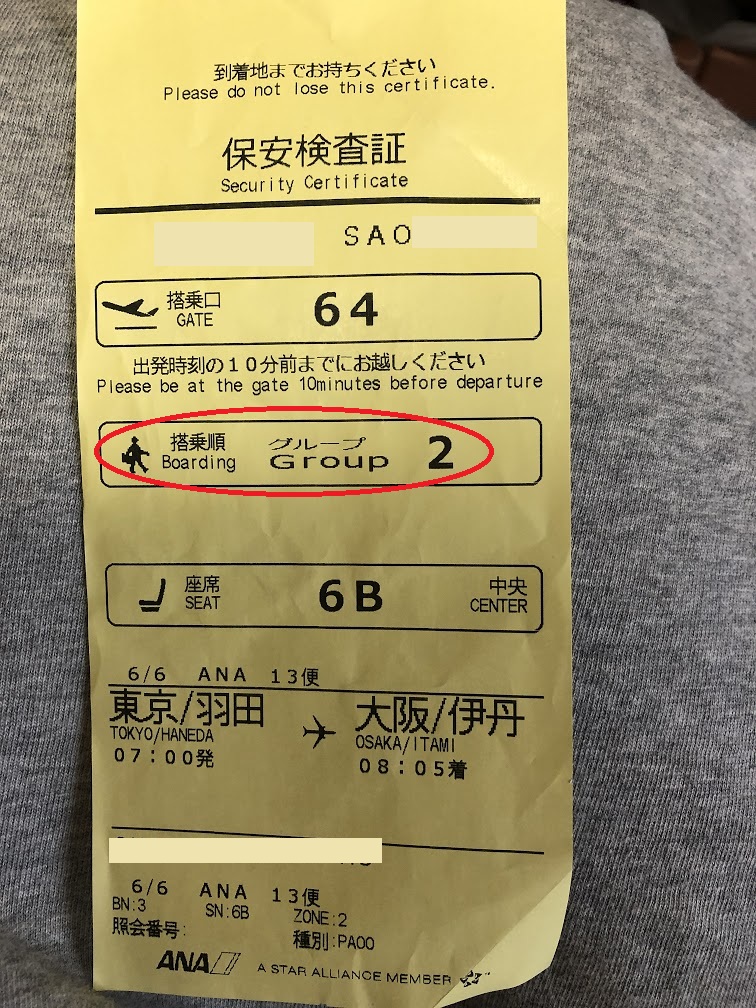 到着地までお持ちください
Please do not lose this certificate.
保安検査証
Security Certificate
SAO
搭乗口
GATE
64
出発時刻の10分前までにお越しください
Please be at the gate 10minutes before departure
搭乗順
Boarding
グループ
Group
2
座席
SEAT
6B
中央
CENTER
6/6 ANA 13便
東京/羽田
TOKYO/HANEDA
07:00発
大阪/伊丹
OSAKA/ITAMI
08:05着
6/6 ANA 13便
BN:3 SN:6B ZONE:2
照会番号: 種別:PA00
ANA A STAR ALLIANCE MEMBER